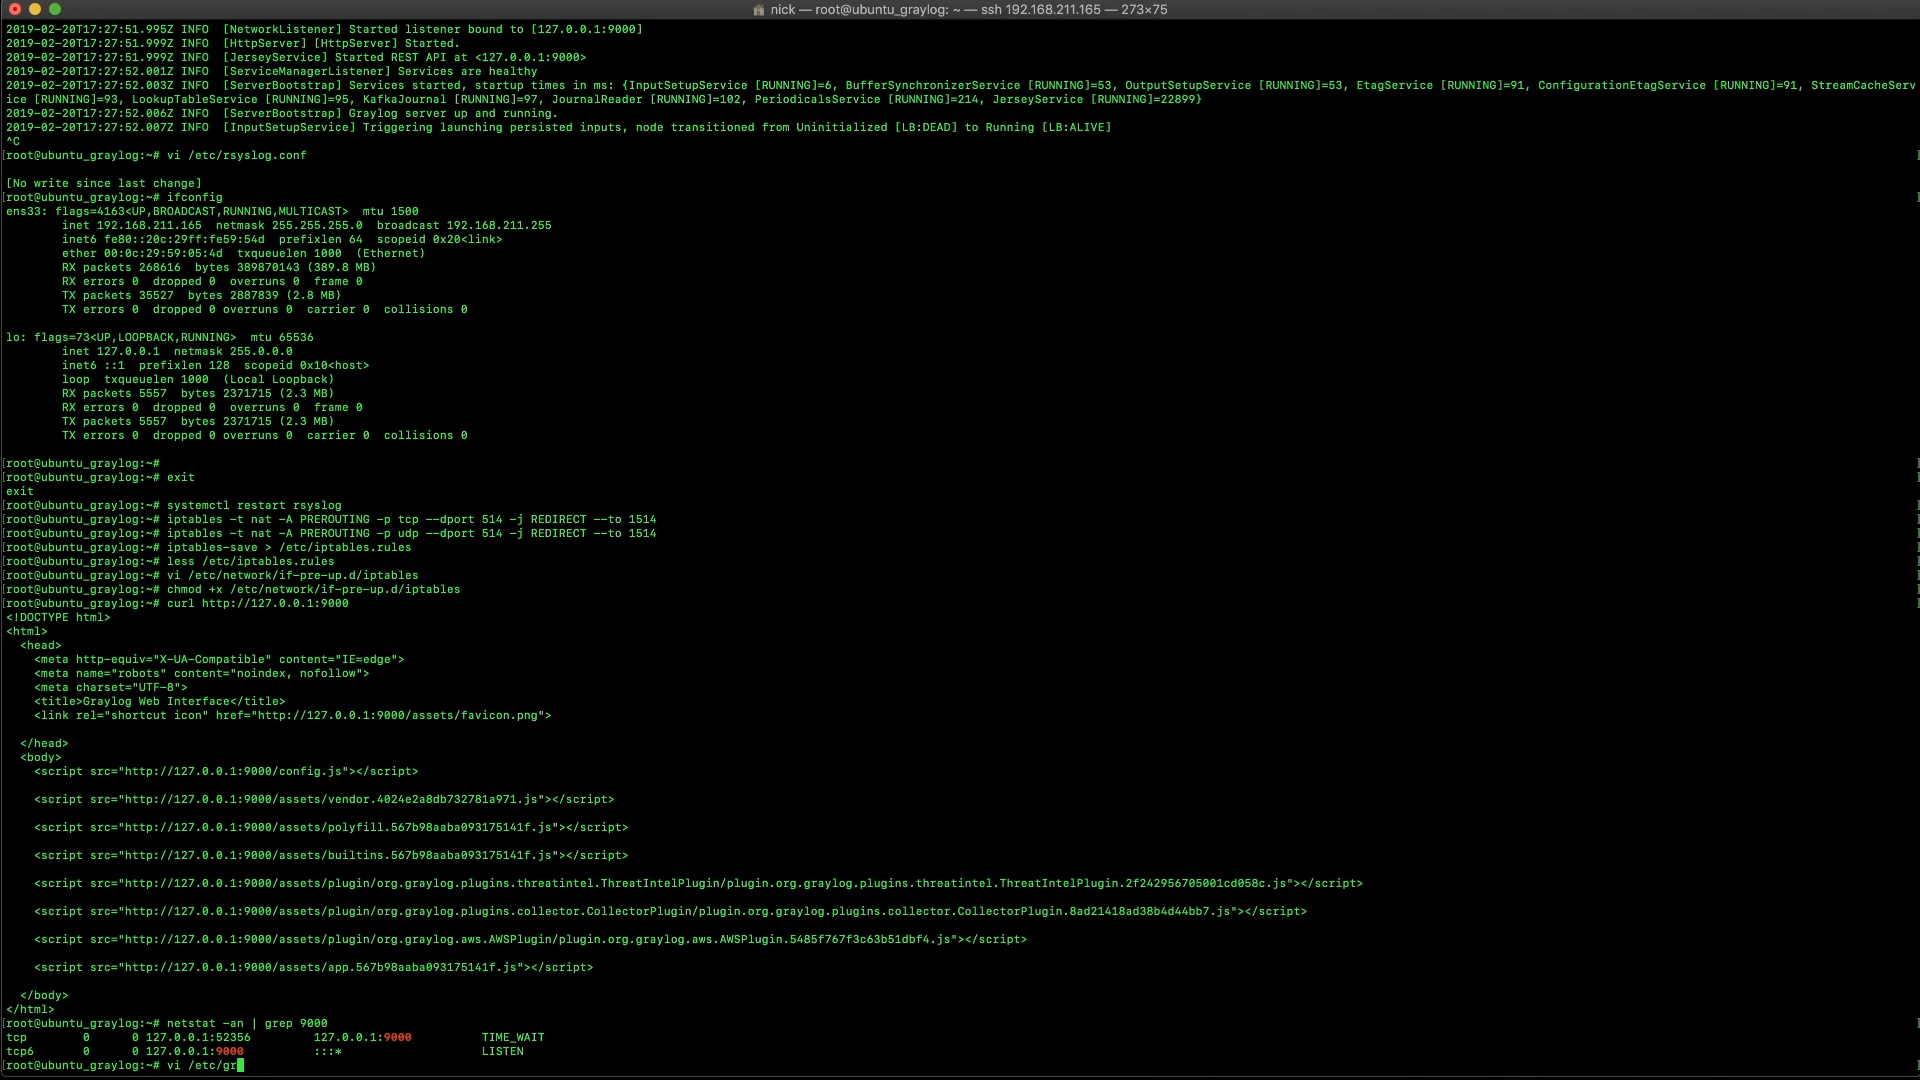 nick — root@ubuntu_graylog: ~ — ssh 192.168.211.165 — 273×75
2019-02-20T17:27:51.995Z INFO  [NetworkListener] Started listener bound to [127.0.0.1:9000]
2019-02-20T17:27:51.999Z INFO  [HttpServer] [HttpServer] Started.
2019-02-20T17:27:51.999Z INFO  [JerseyService] Started REST API at <127.0.0.1:9000>
2019-02-20T17:27:52.001Z INFO  [ServiceManagerListener] Services are healthy
2019-02-20T17:27:52.003Z INFO  [ServerBootstrap] Services started, startup times in ms: {InputSetupService [RUNNING]=6, BufferSynchronizerService [RUNNING]=53, OutputSetupService [RUNNING]=53, EtagService [RUNNING]=91, ConfigurationEtagService [RUNNING]=91, StreamCacheServ
ice [RUNNING]=93, LookupTableService [RUNNING]=95, KafkaJournal [RUNNING]=97, JournalReader [RUNNING]=102, PeriodicalsService [RUNNING]=214, JerseyService [RUNNING]=22899}
2019-02-20T17:27:52.006Z INFO  [ServerBootstrap] Graylog server up and running.
2019-02-20T17:27:52.007Z INFO  [InputSetupService] Triggering launching persisted inputs, node transitioned from Uninitialized [LB:DEAD] to Running [LB:ALIVE]
^C
[root@ubuntu_graylog:~# vi /etc/rsyslog.conf ]
[No write since last change]
[root@ubuntu_graylog:~# ifconfig ]
ens33: flags=4163<UP,BROADCAST,RUNNING,MULTICAST>  mtu 1500
        inet 192.168.211.165  netmask 255.255.255.0  broadcast 192.168.211.255
        inet6 fe80::20c:29ff:fe59:54d  prefixlen 64  scopeid 0x20<link>
        ether 00:0c:29:59:05:4d  txqueuelen 1000  (Ethernet)
        RX packets 268616  bytes 389870143 (389.8 MB)
        RX errors 0  dropped 0  overruns 0  frame 0
        TX packets 35527  bytes 2887839 (2.8 MB)
        TX errors 0  dropped 0 overruns 0  carrier 0  collisions 0
lo: flags=73<UP,LOOPBACK,RUNNING>  mtu 65536
        inet 127.0.0.1  netmask 255.0.0.0
        inet6 ::1  prefixlen 128  scopeid 0x10<host>
        loop  txqueuelen 1000  (Local Loopback)
        RX packets 5557  bytes 2371715 (2.3 MB)
        RX errors 0  dropped 0  overruns 0  frame 0
        TX packets 5557  bytes 2371715 (2.3 MB)
        TX errors 0  dropped 0 overruns 0  carrier 0  collisions 0
[root@ubuntu_graylog:~# ]
[root@ubuntu_graylog:~# exit ]
exit
[root@ubuntu_graylog:~# systemctl restart rsyslog ]
[root@ubuntu_graylog:~# iptables -t nat -A PREROUTING -p tcp --dport 514 -j REDIRECT --to 1514 ]
[root@ubuntu_graylog:~# iptables -t nat -A PREROUTING -p udp --dport 514 -j REDIRECT --to 1514 ]
[root@ubuntu_graylog:~# iptables-save > /etc/iptables.rules ]
[root@ubuntu_graylog:~# less /etc/iptables.rules ]
[root@ubuntu_graylog:~# vi /etc/network/if-pre-up.d/iptables ]
[root@ubuntu_graylog:~# chmod +x /etc/network/if-pre-up.d/iptables ]
[root@ubuntu_graylog:~# curl http://127.0.0.1:9000 ]
<!DOCTYPE html>
<html>
  <head>
    <meta http-equiv="X-UA-Compatible" content="IE=edge">
    <meta name="robots" content="noindex, nofollow">
    <meta charset="UTF-8">
    <title>Graylog Web Interface</title>
    <link rel="shortcut icon" href="http://127.0.0.1:9000/assets/favicon.png">
  </head>
  <body>
    <script src="http://127.0.0.1:9000/config.js"></script>
    <script src="http://127.0.0.1:9000/assets/vendor.4024e2a8db732781a971.js"></script>
    <script src="http://127.0.0.1:9000/assets/polyfill.567b98aaba093175141f.js"></script>
    <script src="http://127.0.0.1:9000/assets/builtins.567b98aaba093175141f.js"></script>
    <script src="http://127.0.0.1:9000/assets/plugin/org.graylog.plugins.threatintel.ThreatIntelPlugin/plugin.org.graylog.plugins.threatintel.ThreatIntelPlugin.2f242956705001cd058c.js"></script>
    <script src="http://127.0.0.1:9000/assets/plugin/org.graylog.plugins.collector.CollectorPlugin/plugin.org.graylog.plugins.collector.CollectorPlugin.8ad21418ad38b4d44bb7.js"></script>
    <script src="http://127.0.0.1:9000/assets/plugin/org.graylog.aws.AWSPlugin/plugin.org.graylog.aws.AWSPlugin.5485f767f3c63b51dbf4.js"></script>
    <script src="http://127.0.0.1:9000/assets/app.567b98aaba093175141f.js"></script>
  </body>
</html>
[root@ubuntu_graylog:~# netstat -an | grep 9000 ]
tcp        0      0 127.0.0.1:52356         127.0.0.1:9000          TIME_WAIT
tcp6       0      0 127.0.0.1:9000          :::*                    LISTEN
[root@ubuntu_graylog:~# vi /etc/gr ]